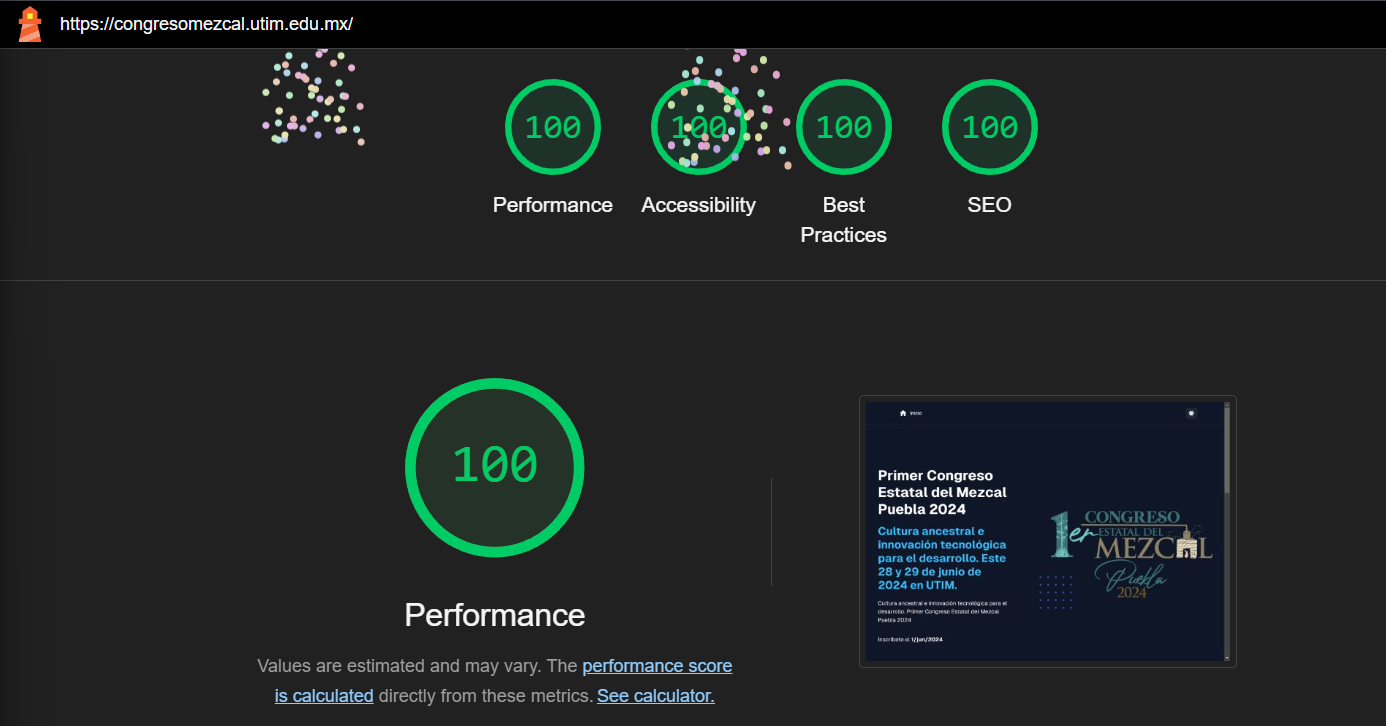 https://congresomezcal.utim.edu.mx/
100
100
100
100
Performance
Accessibility
Best
Practices
SEO
100
Performance
Values are estimated and may vary. The performance score
is calculated directly from these metrics. See calculator.
Inicio
Primer Congreso
Estatal del Mezcal
Puebla 2024
Cultura ancestral e
innovación tecnológica
para el desarrollo. Este
28 y 29 de junio de
2024 en UTIM.
Cultura ancestral e innovación tecnológica para el
desarrollo. Primer Congreso Estatal del Mezcal
Puebla 2024
Inscríbete el 1/jun/2024
1er CONGRESO
ESTATAL DEL
MEZCAL
Puebla
2024